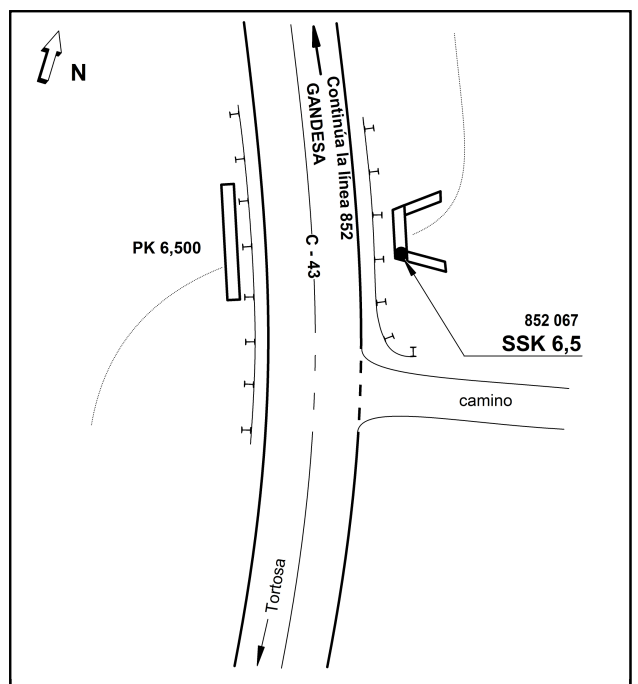 N
Continúa la línea 852
GANDESA
C - 43
PK 6,500
852 067
SSK 6,5
camino
Tortosa